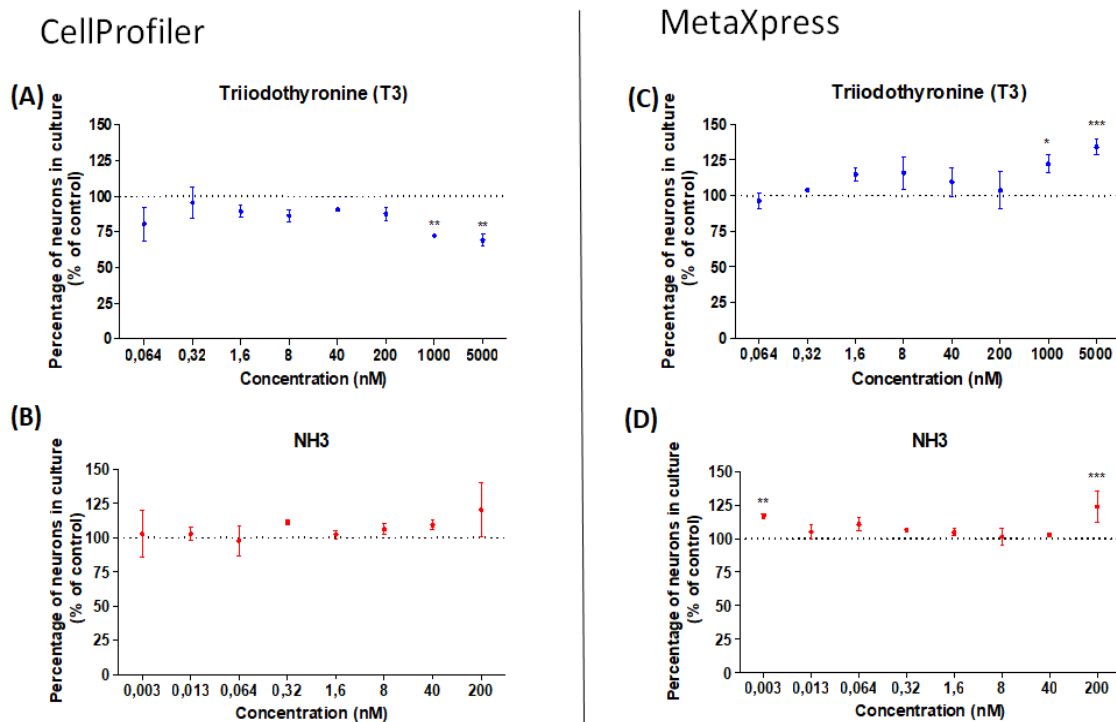 CellProfiler
MetaXpress
(A)
Triiodothyronine (T3)
Percentage of neurons in culture
(% of control)
150
125
100
75
50
25
0
**
**
0,064 0,32 1,6 8 40 200 1000 5000
Concentration (nM)
(C)
Triiodothyronine (T3)
Percentage of neurons in culture
(% of control)
150
125
100
75
50
25
0
*
***
0,064 0,32 1,6 8 40 200 1000 5000
Concentration (nM)
(B)
NH3
Percentage of neurons in culture
(% of control)
150
125
100
75
50
25
0
0,003 0,013 0,064 0,32 1,6 8 40 200
Concentration (nM)
(D)
NH3
Percentage of neurons in culture
(% of control)
150
125
100
75
50
25
0
**
***
0,003 0,013 0,064 0,32 1,6 8 40 200
Concentration (nM)